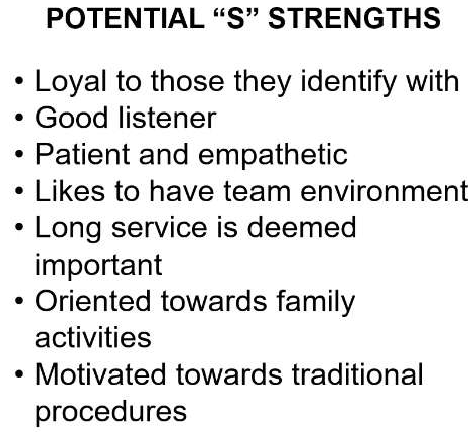 POTENTIAL “S” STRENGTHS
• Loyal to those they identify with
• Good listener
• Patient and empathetic
• Likes to have team environment
• Long service is deemed
important
• Oriented towards family
activities
• Motivated towards traditional
procedures